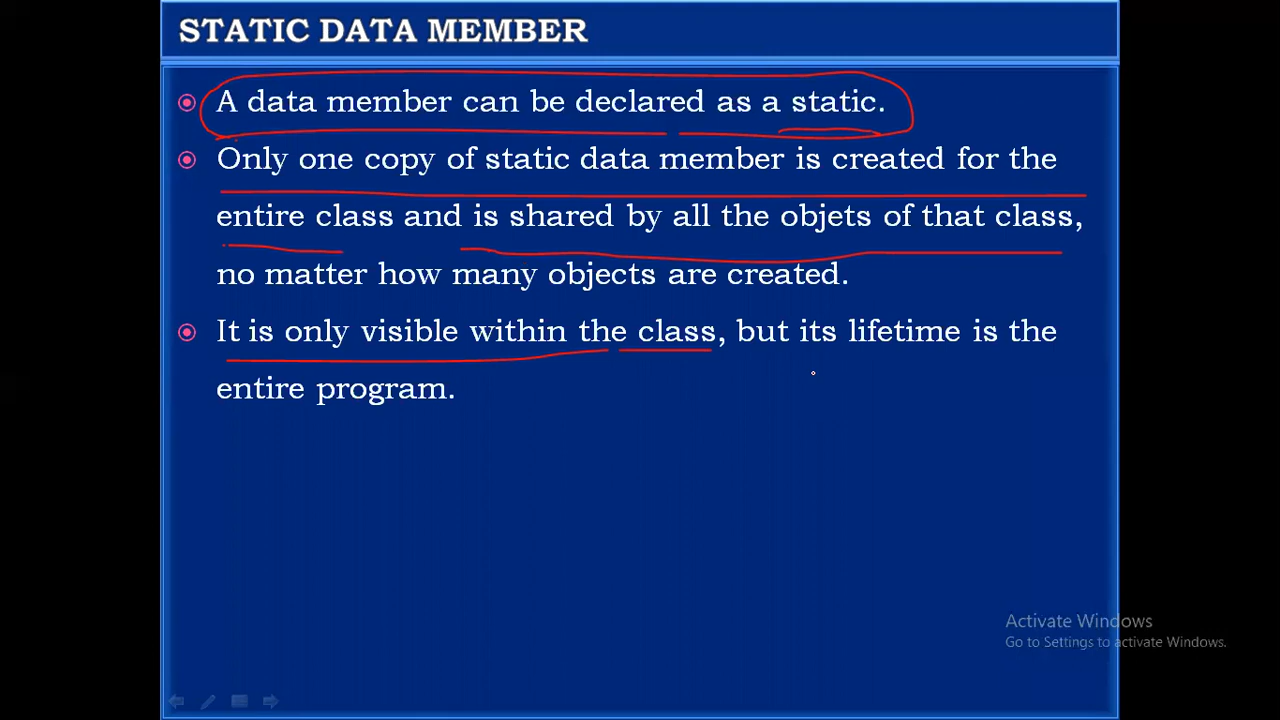 STATIC DATA MEMBER
A data member can be declared as a static.
Only one copy of static data member is created for the
entire class and is shared by all the objets of that class,
no matter how many objects are created.
It is only visible within the class, but its lifetime is the
entire program.
Activate Windows
Go to Settings to activate Windows.